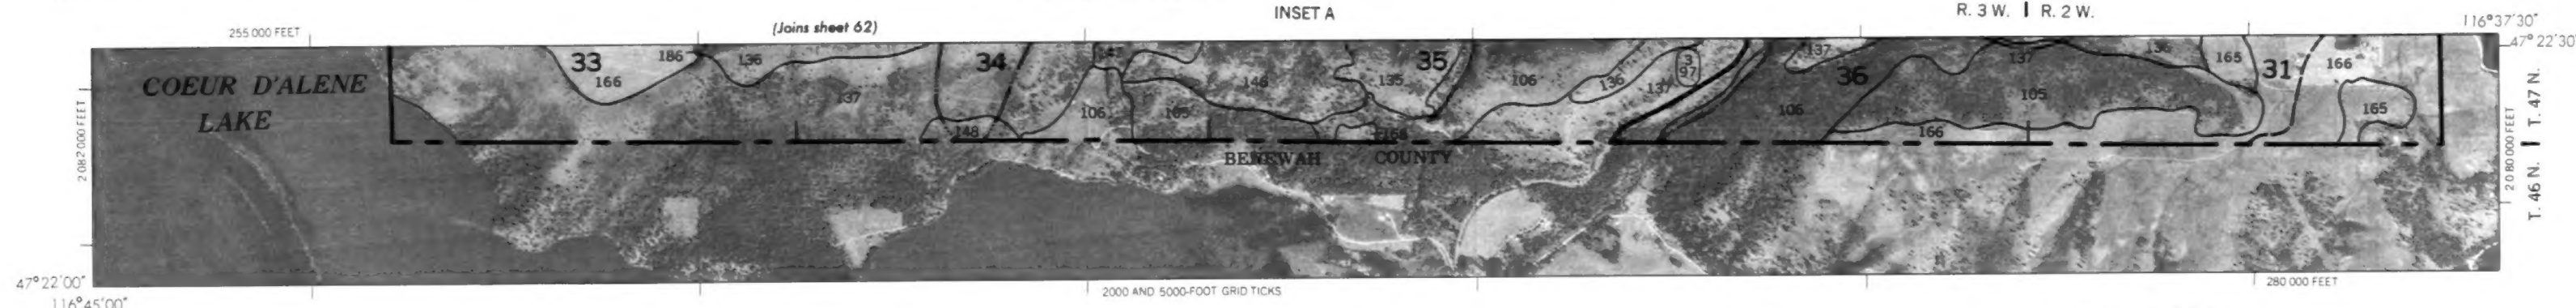 INSET A
R. 3 W. | R. 2 W.
116°37'30"
255 000 FEET
(Joins sheet 62)
47°22'30"
33
186
136
34
147
146
135
35
106
136
137
3
97
137
36
137
136
165
31
166
COEUR D'ALENE
LAKE
166
137
106
165
148
168
106
105
166
165
2 082 000 FEET
BENEWAH COUNTY
2 080 000 FEET
T. 46 N. | T. 47 N.
47°22'00"
116°45'00"
2000 AND 5000-FOOT GRID TICKS
280 000 FEET